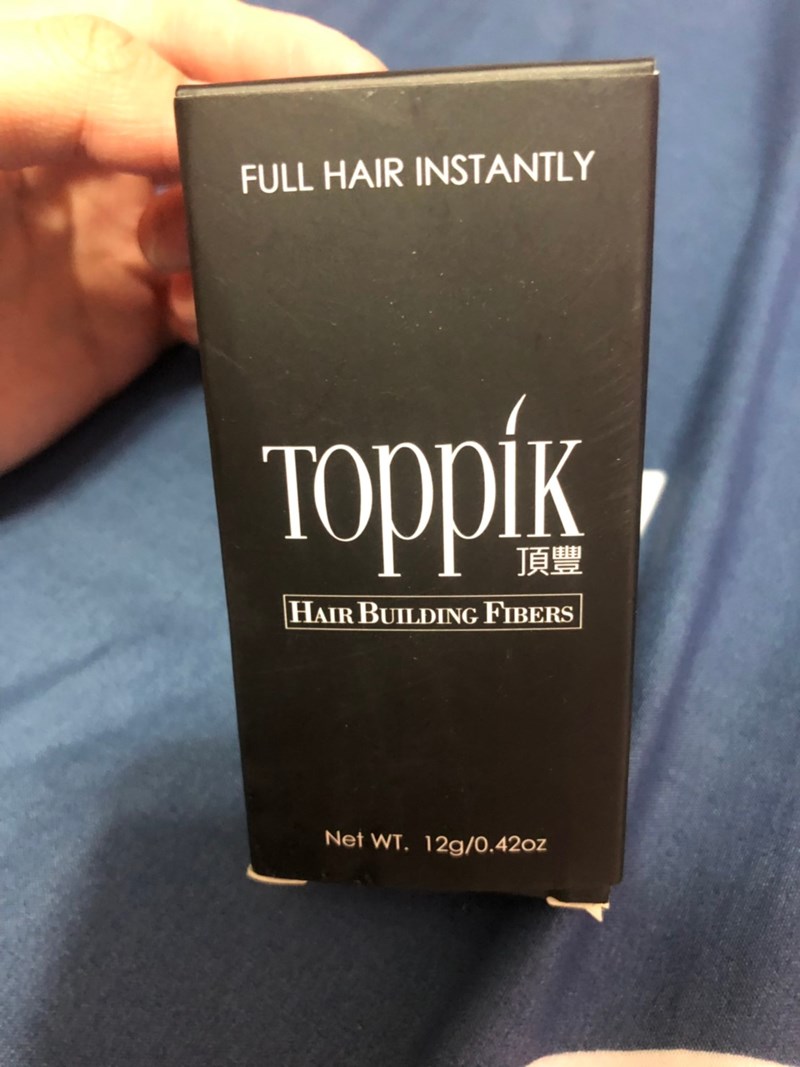 FULL HAIR INSTANTLY
TOPPIK
頂豐
HAIR BUILDING FIBERS
Net WT. 12g/0.42oz